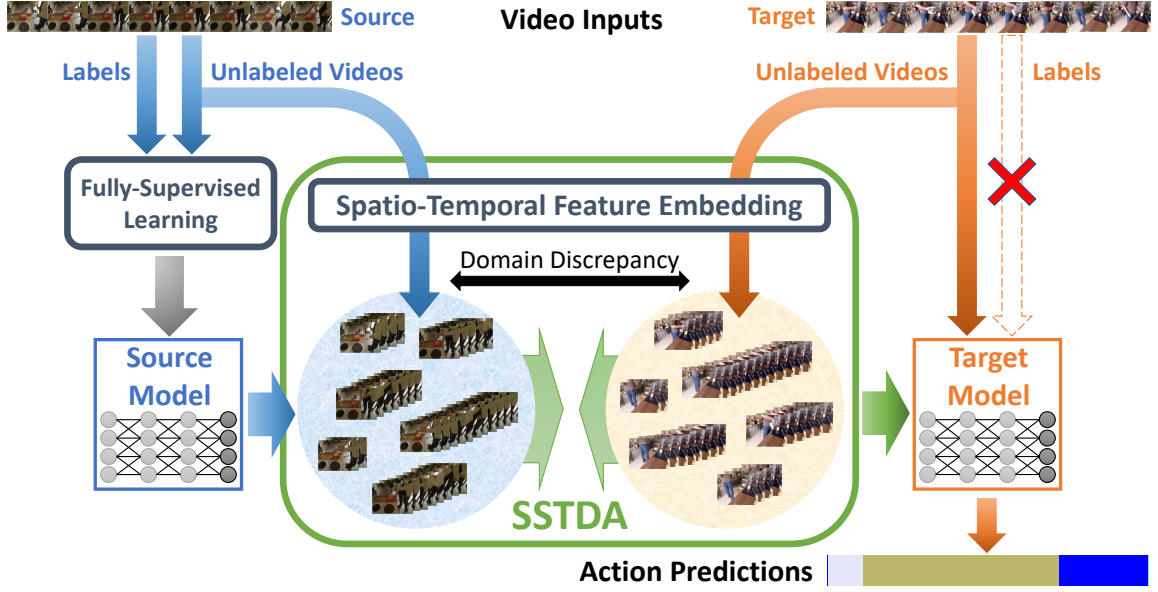 Source
Video Inputs
Target
Labels
Unlabeled Videos
Unlabeled Videos
Labels
Fully-Supervised
Learning
Spatio-Temporal Feature Embedding
Domain Discrepancy
Source
Model
Target
Model
SSTDA
Action Predictions